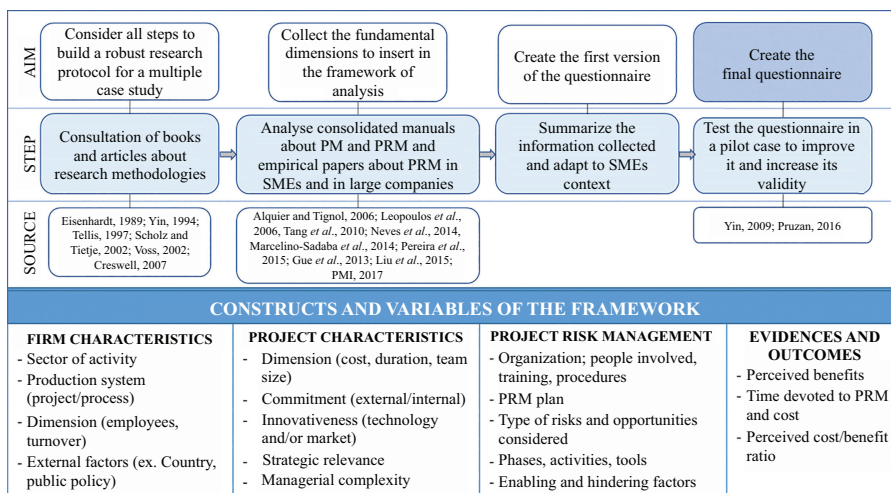 AIM
Consider all steps to
build a robust research
protocol for a multiple
case study
Collect the fundamental
dimensions to insert in
the framework of
analysis
Create the first version
of the questionnaire
Create the
final questionnaire
STEP
Consultation of books
and articles about
research methodologies
Analyse consolidated manuals
about PM and PRM and
empirical papers about PRM in
SMEs and in large companies
Summarize the
information collected
and adapt to SMEs
context
Test the questionnaire in
a pilot case to improve
it and increase its
validity
SOURCE
Eisenhardt, 1989; Yin, 1994;
Tellis, 1997; Scholz and
Tietje, 2002; Voss, 2002;
Creswell, 2007
Alquier and Tignol, 2006; Leopoulos et al.,
2006, Tang et al., 2010; Neves et al., 2014,
Marcelino-Sadaba et al., 2014; Pereira et al.,
2015; Gue et al., 2013; Liu et al., 2015;
PMI, 2017
Yin, 2009; Pruzan, 2016
CONSTRUCTS AND VARIABLES OF THE FRAMEWORK
FIRM CHARACTERISTICS
- Sector of activity
- Production system
(project/process)
- Dimension (employees,
turnover)
- External factors (ex. Country,
public policy)
PROJECT CHARACTERISTICS
- Dimension (cost, duration, team
size)
- Commitment (external/internal)
- Innovativeness (technology
and/or market)
- Strategic relevance
- Managerial complexity
PROJECT RISK MANAGEMENT
- Organization; people involved,
training, procedures
- PRM plan
- Type of risks and opportunities
considered
- Phases, activities, tools
- Enabling and hindering factors
EVIDENCES AND
OUTCOMES
- Perceived benefits
- Time devoted to PRM
and cost
- Perceived cost/benefit
ratio